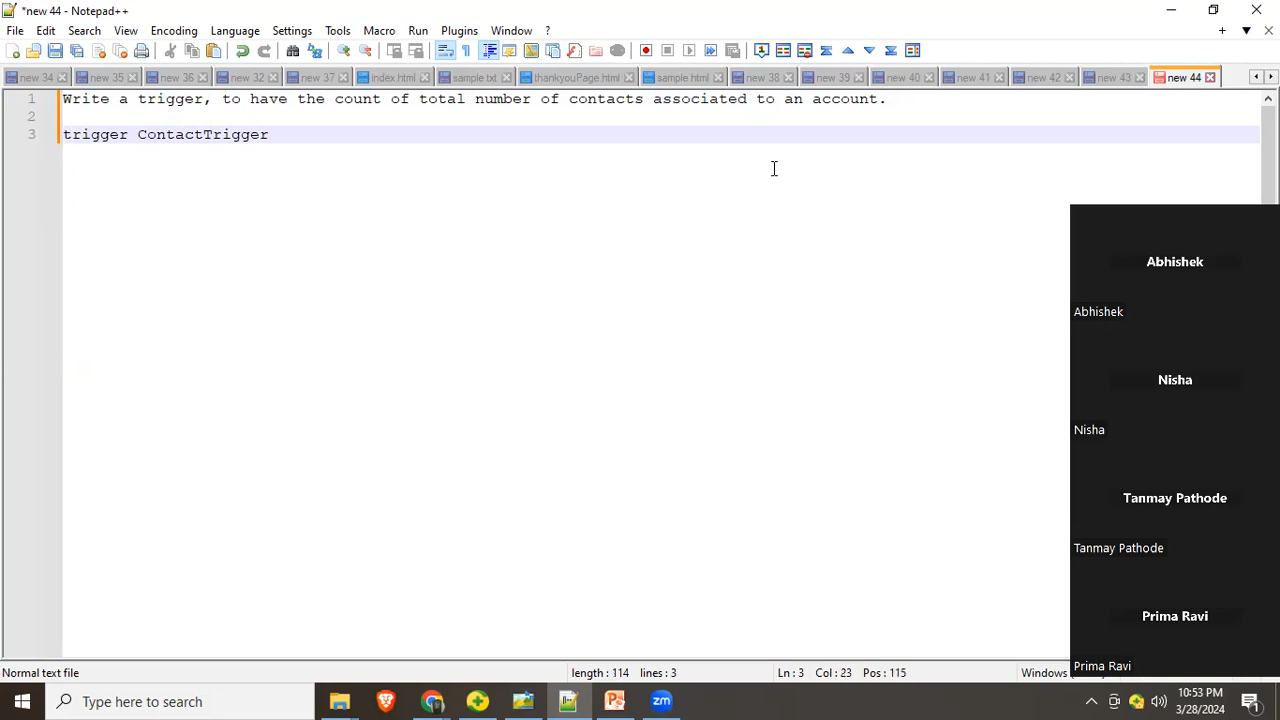 *new 44 - Notepad++
File Edit Search View Encoding Language Settings Tools Macro Run Plugins Window ?
new 34 new 35 new 36 new 32 new 37 index.html thankyouPage.html sample.html new 38 new 39 new 40 new 41 new 42 new 43 new 44
1 Write a trigger, to have the count of total number of contacts associated to an account.
2
3 trigger ContactTrigger
Abhishek
Abhishek
Nisha
Nisha
Tanmay Pathode
Tanmay Pathode
Prima Ravi
Prima Ravi
Normal text file length : 114 lines : 3 Ln : 3 Col : 23 Pos : 115 Windows
Type here to search
zm
10:53 PM
3/28/2024
1